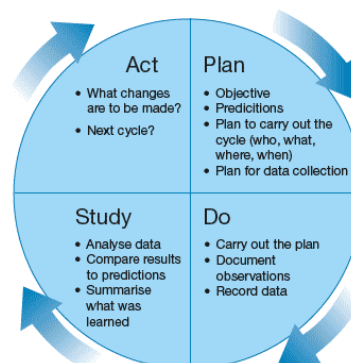 Act
• What changes
are to be made?
• Next cycle?
Plan
• Objective
• Predicitions
• Plan to carry out the
cycle (who, what,
where, when)
• Plan for data collection
Study
• Analyse data
• Compare results
to predictions
• Summarise
what was
learned
Do
• Carry out the plan
• Document
observations
• Record data